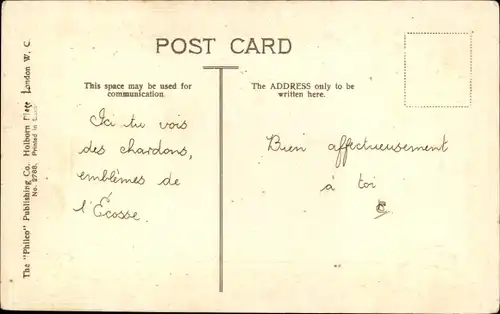 POST CARD
This space may be used for
communication.
The ADDRESS only to be
written here.
Ici tu vois
des chardons,
emblèmes de
l'Écosse.
Bien affectueusement
à toi
The "Philco" Publishing Co. Holborn Place London W. C.
No. 2788. Printed in